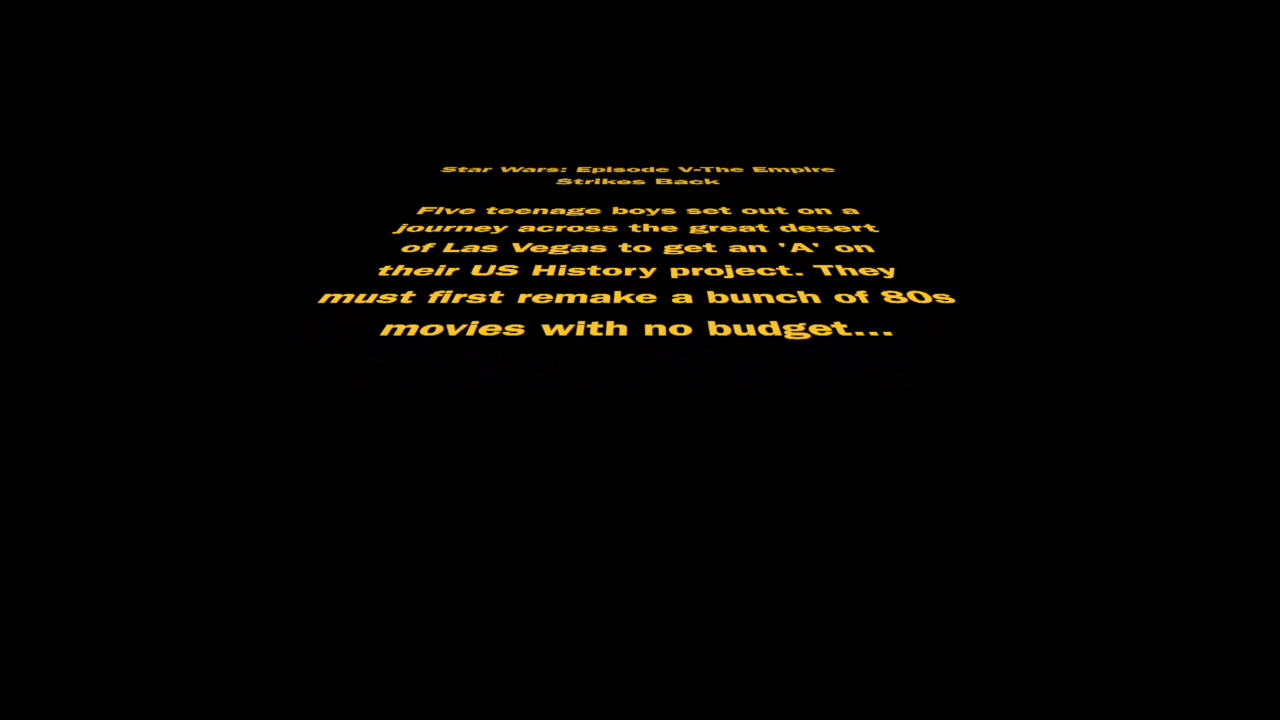 Star Wars: Episode V-The Empire
Strikes Back
Five teenage boys set out on a
journey across the great desert
of Las Vegas to get an 'A' on
their US History project. They
must first remake a bunch of 80s
movies with no budget...